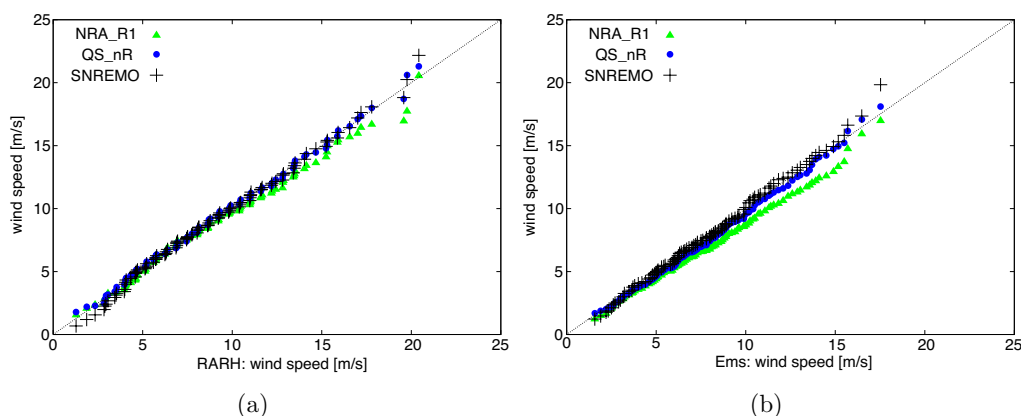 25
20
15
10
5
0
wind speed [m/s]
NRA_R1
QS_nR
SNREMO
0 5 10 15 20 25
RARH: wind speed [m/s]
(a)
25
20
15
10
5
0
wind speed [m/s]
NRA_R1
QS_nR
SNREMO
0 5 10 15 20 25
Ems: wind speed [m/s]
(b)